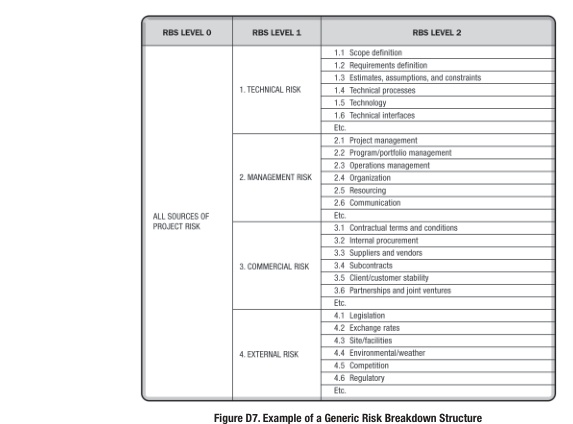 RBS LEVEL 0 RBS LEVEL 1 RBS LEVEL 2
ALL SOURCES OF
PROJECT RISK
1. TECHNICAL RISK
1.1 Scope definition
1.2 Requirements definition
1.3 Estimates, assumptions, and constraints
1.4 Technical processes
1.5 Technology
1.6 Technical interfaces
Etc.
2. MANAGEMENT RISK
2.1 Project management
2.2 Program/portfolio management
2.3 Operations management
2.4 Organization
2.5 Resourcing
2.6 Communication
Etc.
3. COMMERCIAL RISK
3.1 Contractual terms and conditions
3.2 Internal procurement
3.3 Suppliers and vendors
3.4 Subcontracts
3.5 Client/customer stability
3.6 Partnerships and joint ventures
Etc.
4. EXTERNAL RISK
4.1 Legislation
4.2 Exchange rates
4.3 Site/facilities
4.4 Environmental/weather
4.5 Competition
4.6 Regulatory
Etc.
Figure D7. Example of a Generic Risk Breakdown Structure